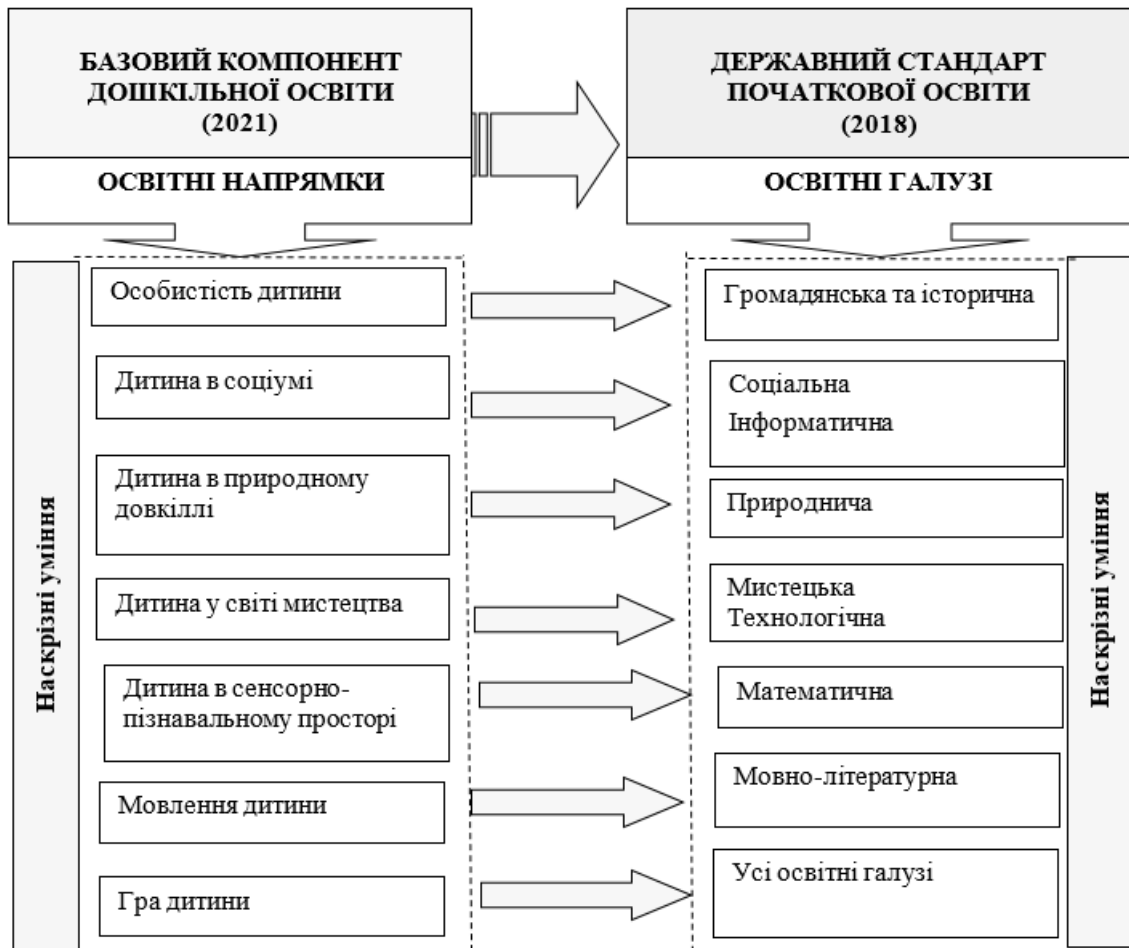 БАЗОВИЙ КОМПОНЕНТ
ДОШКІЛЬНОЇ ОСВІТИ
(2021)
ОСВІТНІ НАПРЯМКИ
ДЕРЖАВНИЙ СТАНДАРТ
ПОЧАТКОВОЇ ОСВІТИ
(2018)
ОСВІТНІ ГАЛУЗІ
Наскрізні уміння
Особистість дитини
Громадянська та історична
Дитина в соціумі
Соціальна
Інформатична
Дитина в природному
довкіллі
Природнича
Дитина у світі мистецтва
Мистецька
Технологічна
Дитина в сенсорно-
пізнавальному просторі
Математична
Мовлення дитини
Мовно-літературна
Гра дитини
Усі освітні галузі
Наскрізні уміння